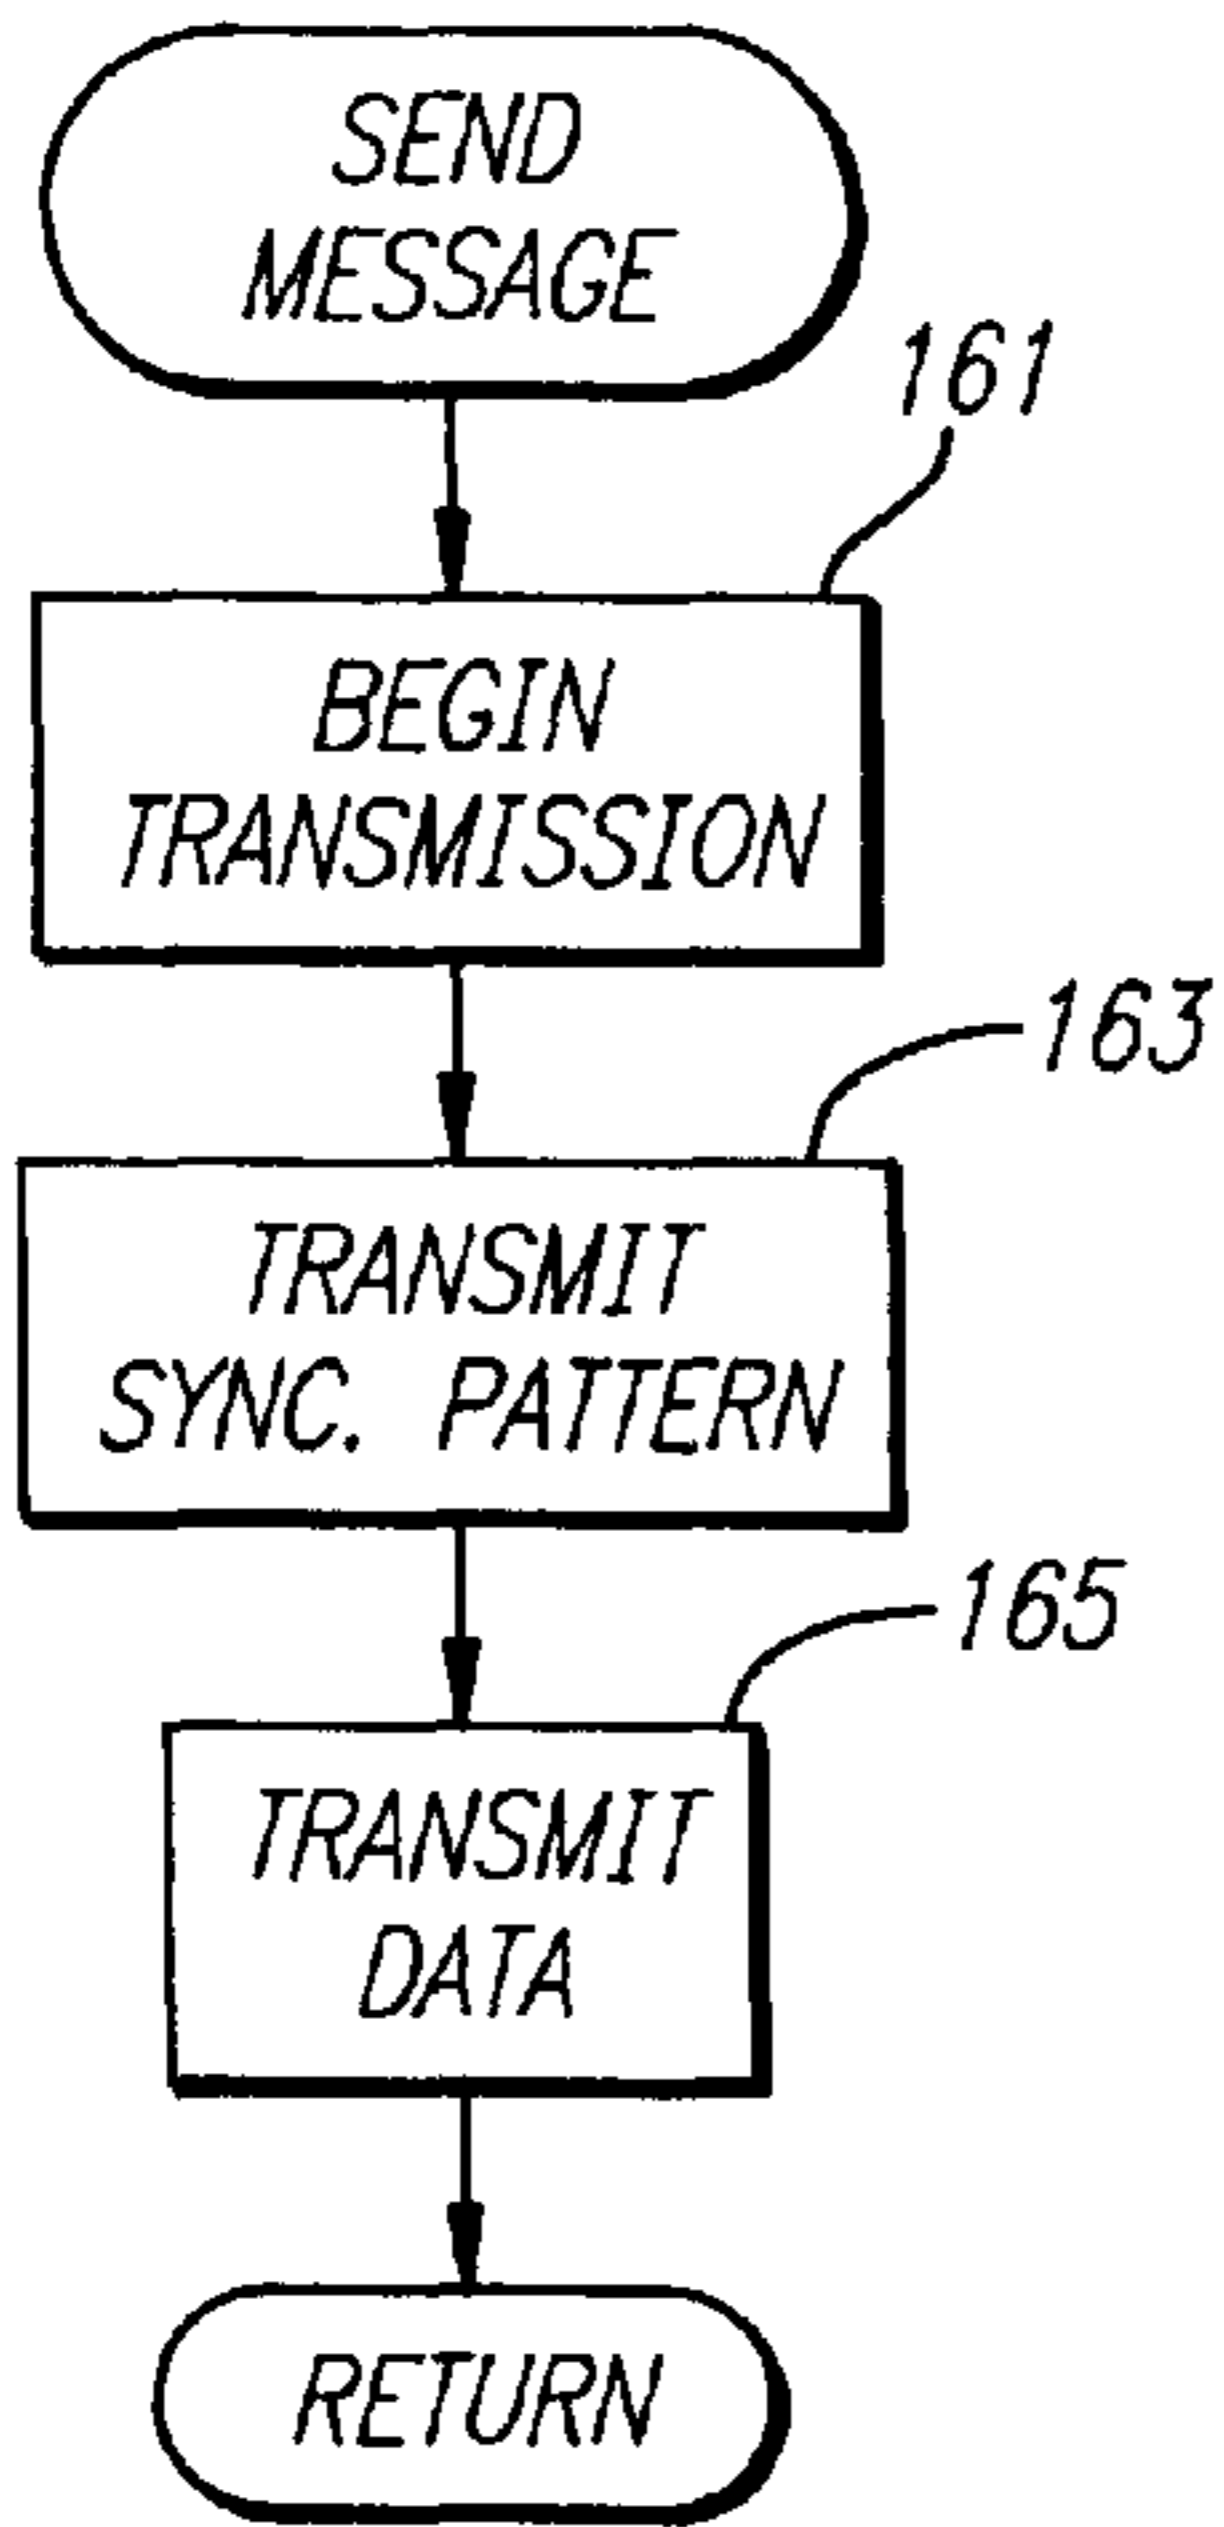 SEND
MESSAGE
161
BEGIN
TRANSMISSION
163
TRANSMIT
SYNC. PATTERN
165
TRANSMIT
DATA
RETURN